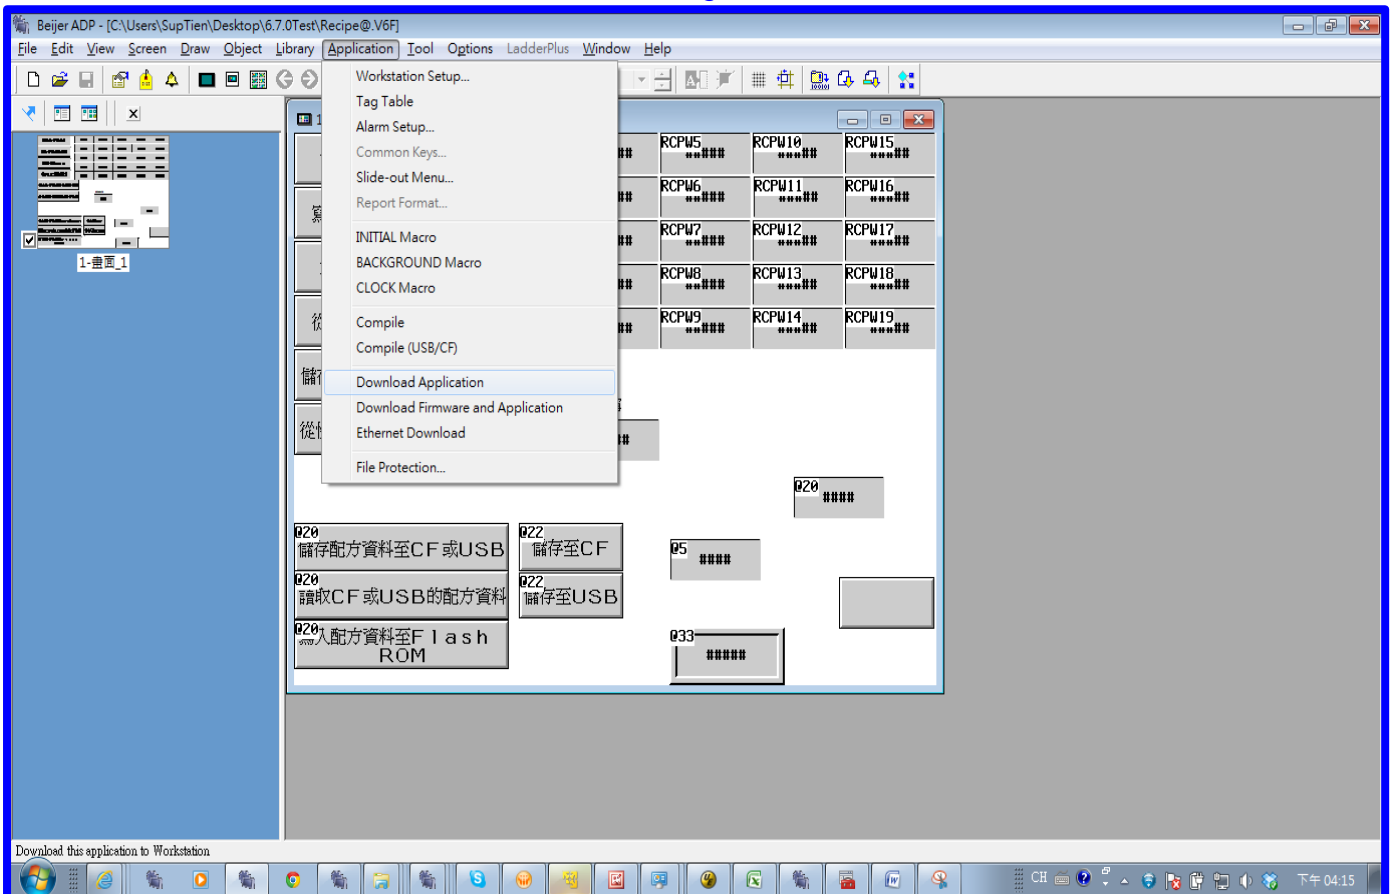 Beijer ADP - [C:\Users\SupTien\Desktop\6.7.0Test\Recipe@.V6F]
File Edit View Screen Draw Object Library Application Tool Options LadderPlus Window Help
Workstation Setup...
Tag Table
Alarm Setup...
Common Keys...
Slide-out Menu...
Report Format...
INITIAL Macro
BACKGROUND Macro
CLOCK Macro
Compile
Compile (USB/CF)
Download Application
Download Firmware and Application
Ethernet Download
File Protection...
1-畫面_1
1
## RCPW5 ##### RCPW10 ##### RCPW15 #####
## RCPW6 ##### RCPW11 ##### RCPW16 #####
## RCPW7 ##### RCPW12 ##### RCPW17 #####
## RCPW8 ##### RCPW13 ##### RCPW18 #####
從 ## RCPW9 ##### RCPW14 ##### RCPW19 #####
儲
從 ##
@20 ####
@20 儲存配方資料至CF或USB @22 儲存至CF
@5 ####
@20 讀取CF或USB的配方資料 @22 儲存至USB
@20 寫入配方資料至Flash
ROM
@33 #####
Download this application to Workstation
CH 下午 04:15